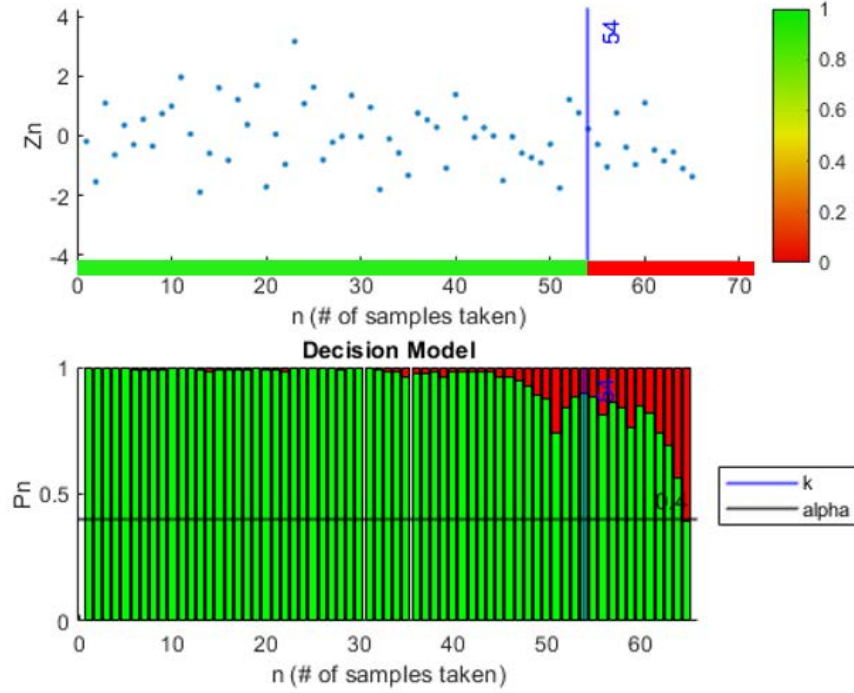 4
2
0
-2
-4
Zn
54
0 10 20 30 40 50 60 70
n (# of samples taken)
1
0.8
0.6
0.4
0.2
0
Decision Model
1
0.5
0
Pn
54
0.4
0 10 20 30 40 50 60
n (# of samples taken)
k
alpha